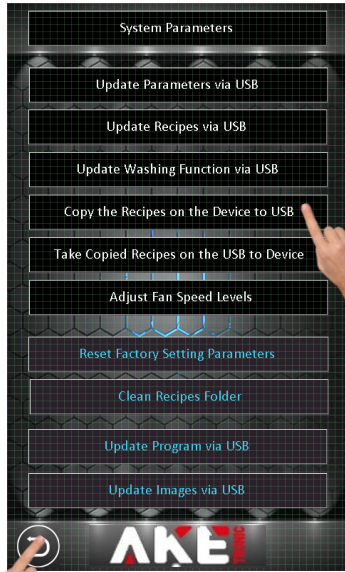 System Parameters
Update Parameters via USB
Update Recipes via USB
Update Washing Function via USB
Copy the Recipes on the Device to USB
Take Copied Recipes on the USB to Device
Adjust Fan Speed Levels
Reset Factory Setting Parameters
Clean Recipes Folder
Update Program via USB
Update Images via USB
AKE